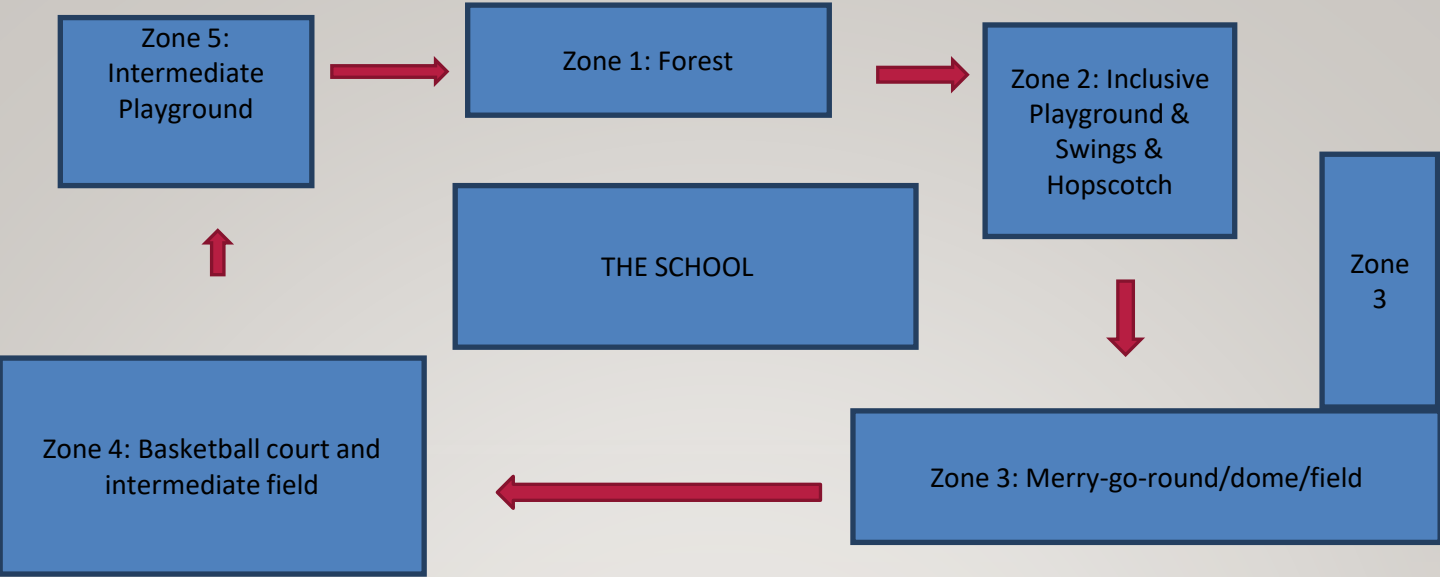 Zone 5:
Intermediate
Playground
Zone 1: Forest
Zone 2: Inclusive
Playground &
Swings &
Hopscotch
THE SCHOOL
Zone
3
Zone 4: Basketball court and
intermediate field
Zone 3: Merry-go-round/dome/field